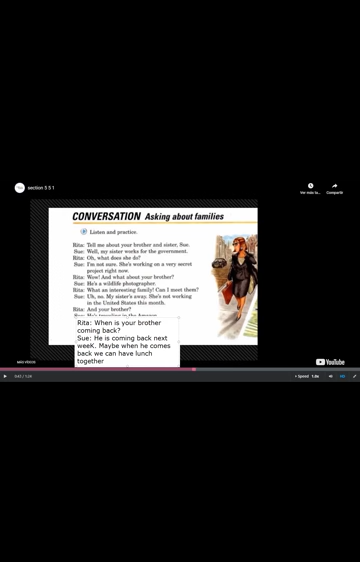 section 5 5 1
Ver más ta...
Compartir
CONVERSATION Asking about families
Listen and practice.
Rita: Tell me about your brother and sister, Sue.
Sue: Well, my sister works for the government.
Rita: Oh, what does she do?
Sue: I'm not sure. She's working on a very secret
project right now.
Rita: Wow! And what about your brother?
Sue: He's a wildlife photographer.
Rita: What an interesting family! Can I meet them?
Sue: Uh, no. My sister's away. She's not working
in the United States this month.
Rita: And your brother?
Sue: He's traveling in the Amazon.
Rita: When is your brother
coming back?
Sue: He is coming back next
weeK. Maybe when he comes
back we can have lunch
together
YouTube
Speed 1.0x